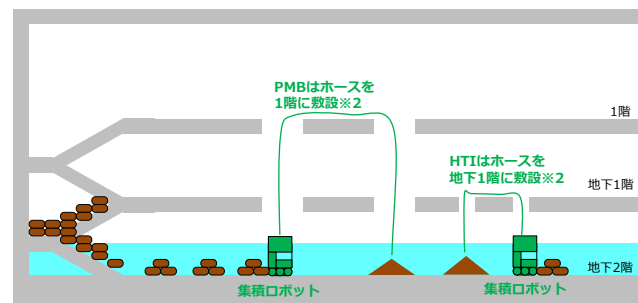 PMBはホースを
1階に敷設※2
1階
HTIはホースを
地下1階に敷設※2
地下1階
地下2階
集積ロボット
集積ロボット